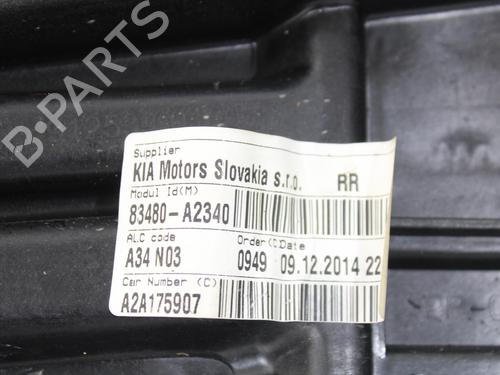 B-PARTS
Supplier
KIA Motors Slovakia s.r.o. RR
Modul Id(M)
83480-A2340
ALC code Order(C)Date
A34 N03 0949 09.12.2014 22
Car Number (C)
A2A175907